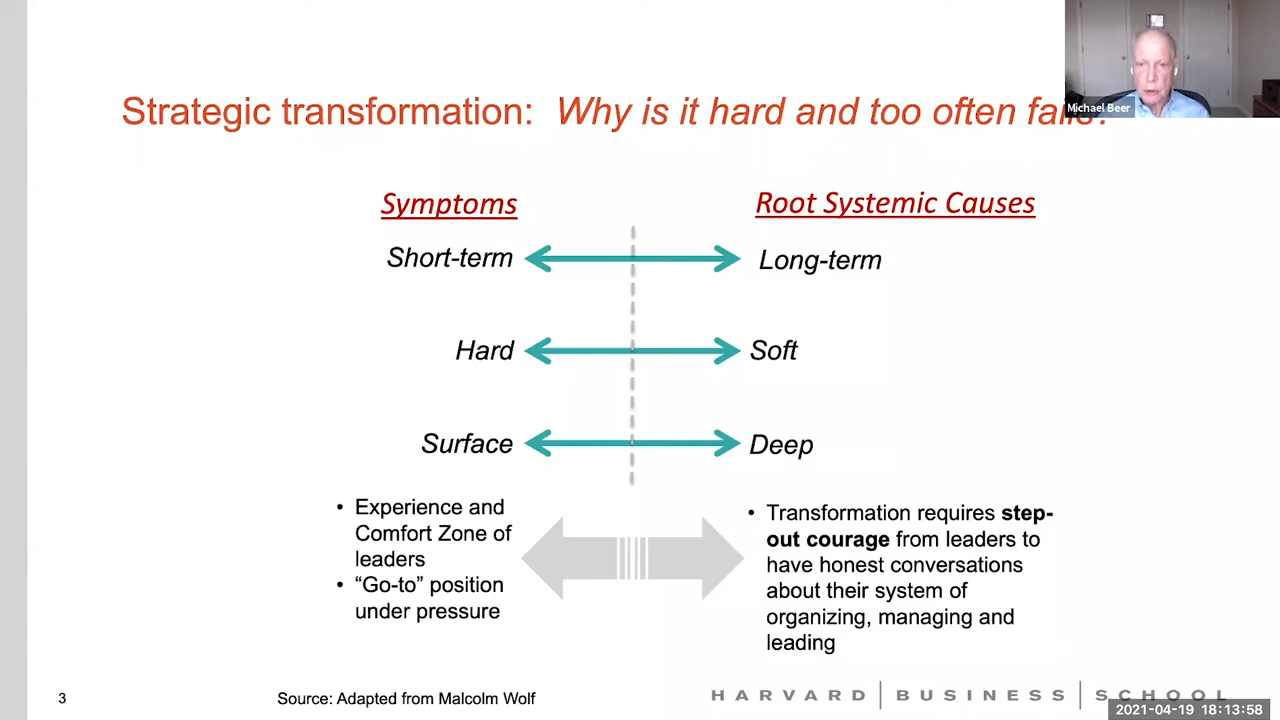 Michael Beer
Strategic transformation: Why is it hard and too often fails?
Symptoms
Root Systemic Causes
Short-term
Long-term
Hard
Soft
Surface
Deep
• Experience and
Comfort Zone of
leaders
• “Go-to” position
under pressure
• Transformation requires step-
out courage from leaders to
have honest conversations
about their system of
organizing, managing and
leading
3
Source: Adapted from Malcolm Wolf
HARVARD | BUSINESS | SCHOOL
2021-04-19 18:13:58